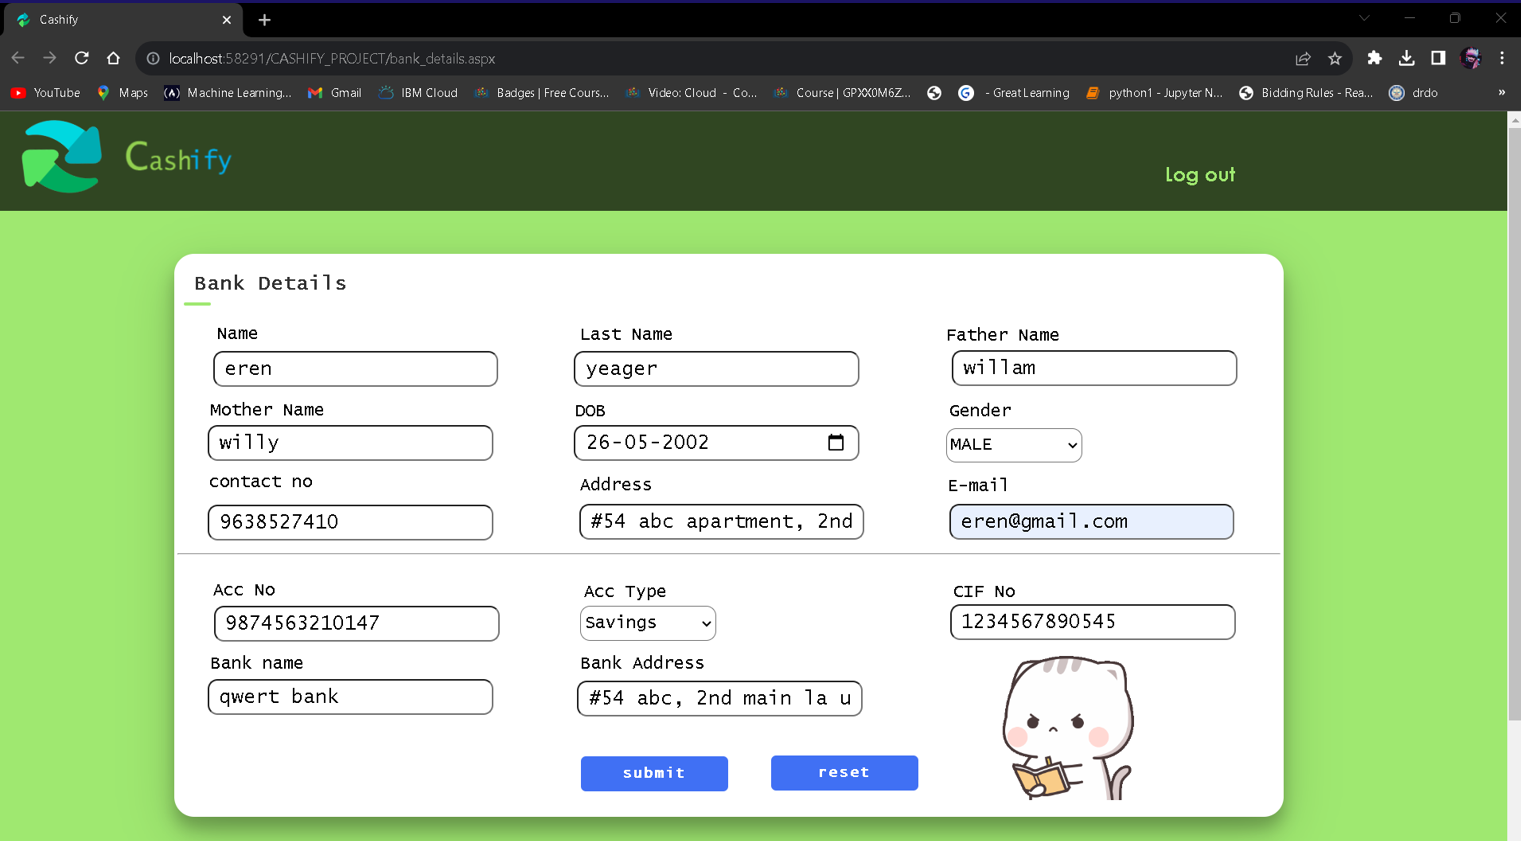 Cashify
localhost:58291/CASHIFY_PROJECT/bank_details.aspx
YouTube Maps Machine Learning... Gmail IBM Cloud Badges | Free Cours... Video: Cloud - Co... Course | GPXX0M6Z... - Great Learning python1 - Jupyter N... Bidding Rules - Rea... drdo »
Cashify
Log out
Bank Details
Name Last Name Father Name
eren yeager willam
Mother Name DOB Gender
willy 26-05-2002 MALE
contact no Address E-mail
9638527410 #54 abc apartment, 2nd eren@gmail.com
Acc No Acc Type CIF No
9874563210147 Savings 1234567890545
Bank name Bank Address
qwert bank #54 abc, 2nd main la u
submit reset